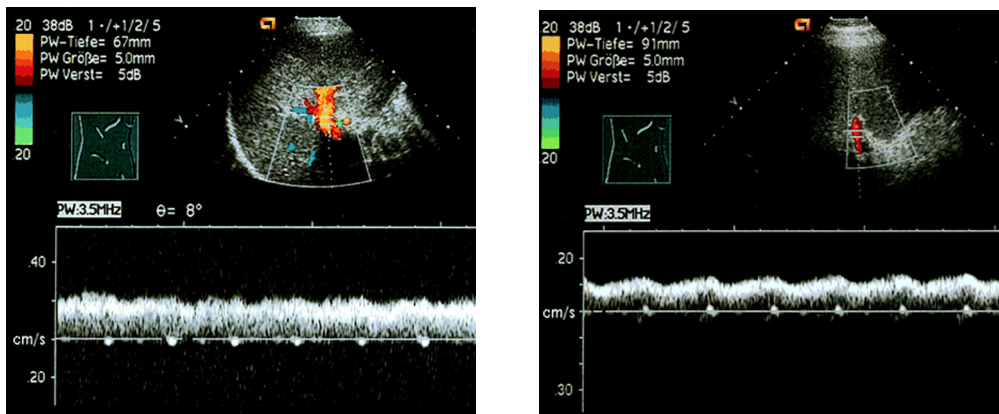 .20 38dB 1 ·/+1/2/ 5
PW-Tiefe= 67mm
PW Größe= 5.0mm
PW Verst= 5dB
.20
PW:3.5MHz θ= 8°
.40
cm/s
.20
.20 38dB 1 ·/+1/2/ 5
PW-Tiefe= 91mm
PW Größe= 5.0mm
PW Verst= 5dB
.20
PW:3.5MHz
.20
cm/s
.30